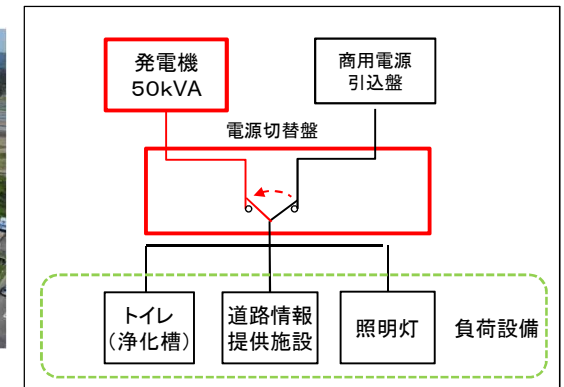 発電機
50kVA
商用電源
引込盤
電源切替盤
トイレ
(浄化槽)
道路情報
提供施設
照明灯
負荷設備